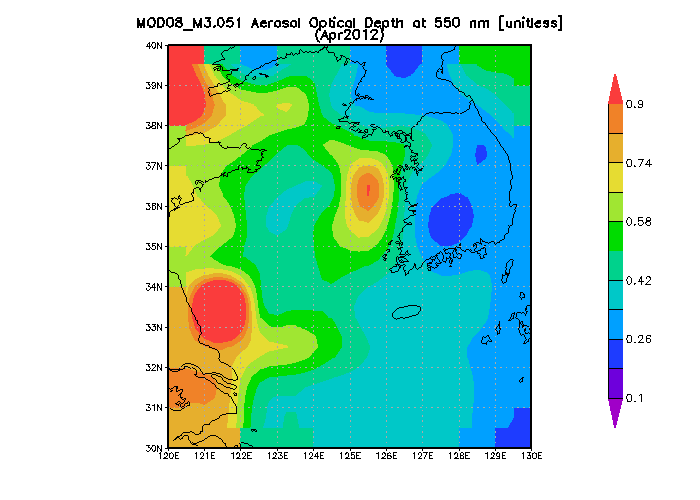 MOD08_M3.051 Aerosol Optical Depth at 550 nm [unitless]
(Apr2012)
40N
39N
38N
37N
36N
35N
34N
33N
32N
31N
30N
120E 121E 122E 123E 124E 125E 126E 127E 128E 129E 130E
0.9
0.74
0.58
0.42
0.26
0.1